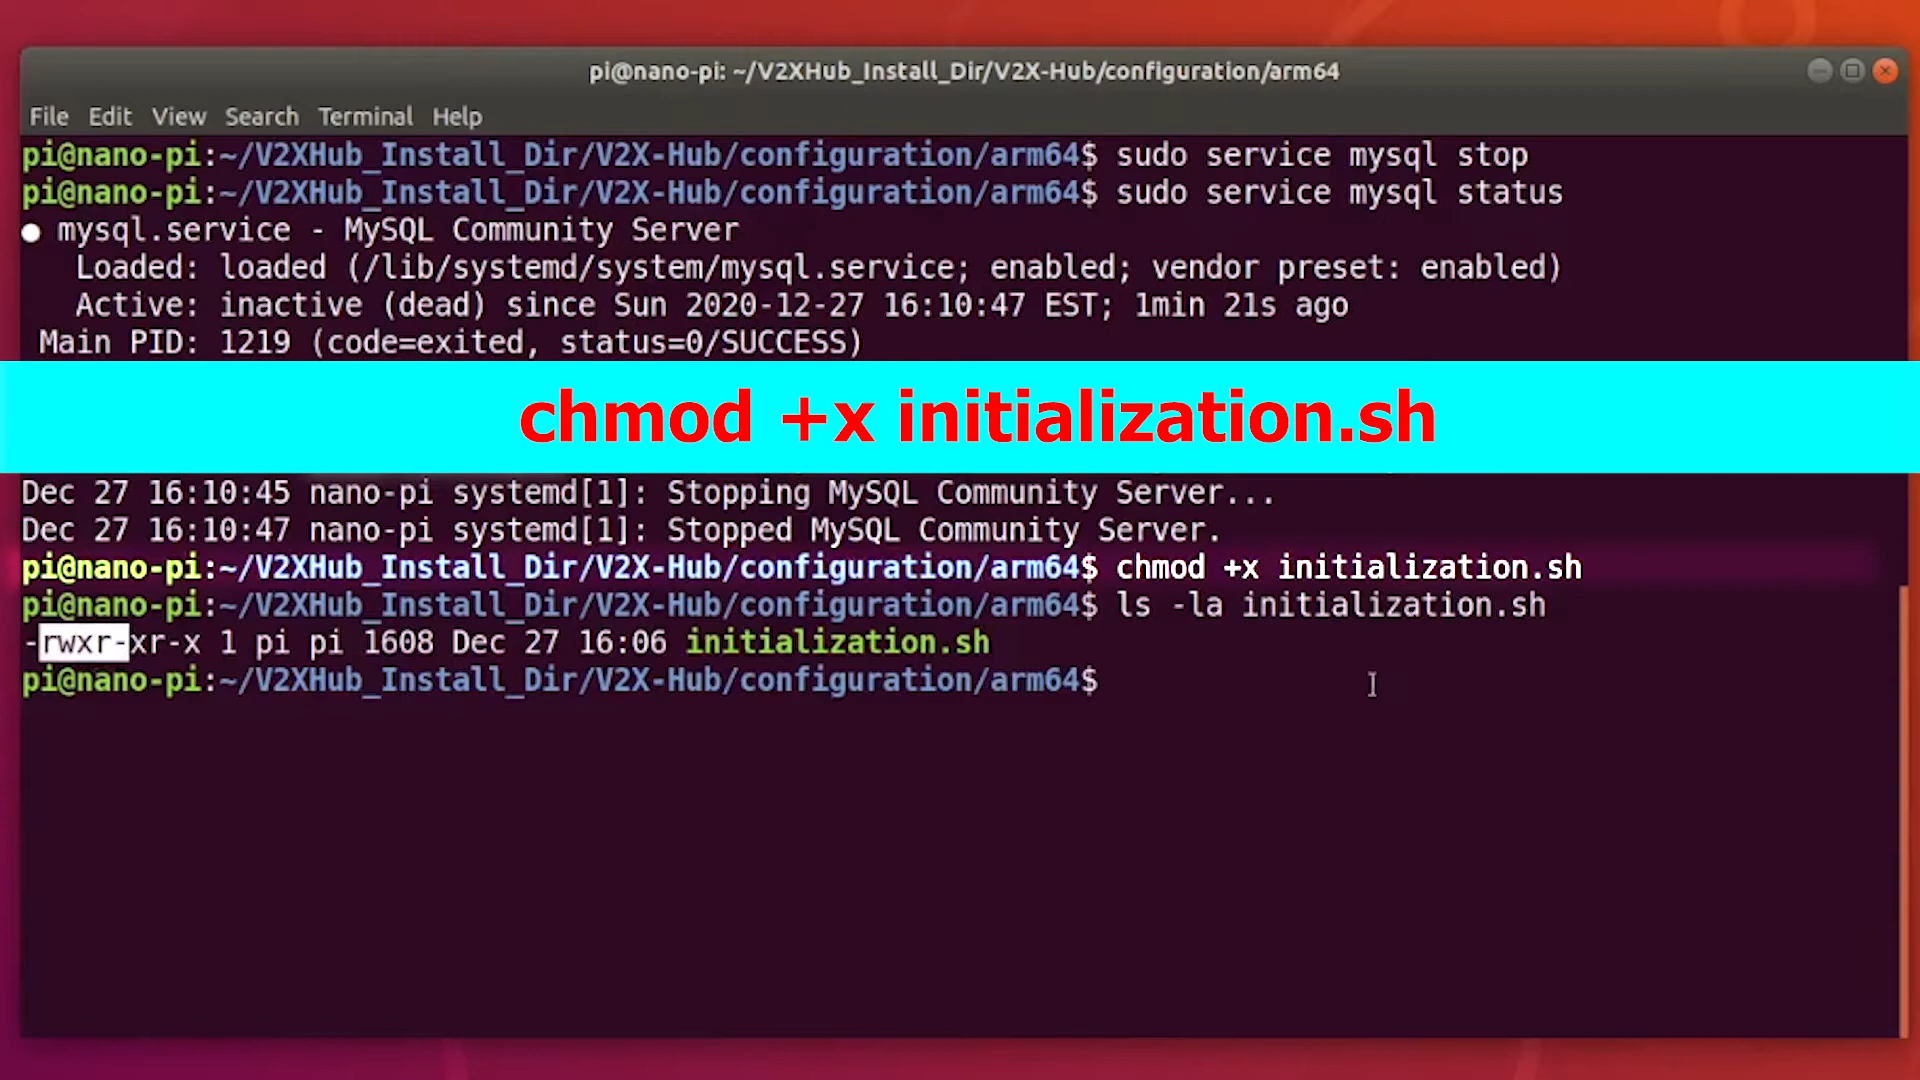 pi@nano-pi: ~/V2XHub_Install_Dir/V2X-Hub/configuration/arm64
File Edit View Search Terminal Help
pi@nano-pi:~/V2XHub_Install_Dir/V2X-Hub/configuration/arm64$ sudo service mysql stop
pi@nano-pi:~/V2XHub_Install_Dir/V2X-Hub/configuration/arm64$ sudo service mysql status
● mysql.service - MySQL Community Server
Loaded: loaded (/lib/systemd/system/mysql.service; enabled; vendor preset: enabled)
Active: inactive (dead) since Sun 2020-12-27 16:10:47 EST; 1min 21s ago
Main PID: 1219 (code=exited, status=0/SUCCESS)
chmod +x initialization.sh
Dec 27 16:10:45 nano-pi systemd[1]: Stopping MySQL Community Server...
Dec 27 16:10:47 nano-pi systemd[1]: Stopped MySQL Community Server.
pi@nano-pi:~/V2XHub_Install_Dir/V2X-Hub/configuration/arm64$ chmod +x initialization.sh
pi@nano-pi:~/V2XHub_Install_Dir/V2X-Hub/configuration/arm64$ ls -la initialization.sh
-rwxr-xr-x 1 pi pi 1608 Dec 27 16:06 initialization.sh
pi@nano-pi:~/V2XHub_Install_Dir/V2X-Hub/configuration/arm64$